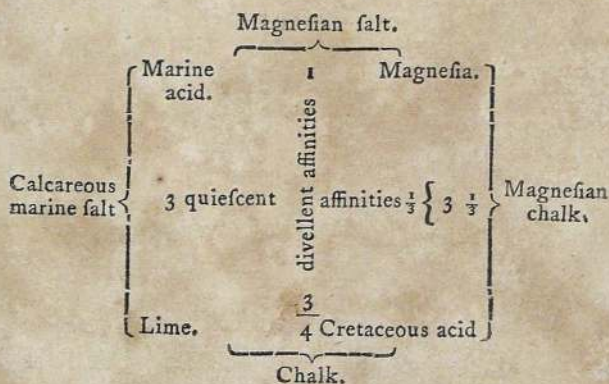 Magneſian ſalt.
Marine 1 Magneſia.
acid.
divellent affinities
Calcareous
marine ſalt
3 quieſcent affinities ⅓ { 3 ⅓
Magneſian
chalk.
Lime. 3/4 Cretaceous acid
Chalk.